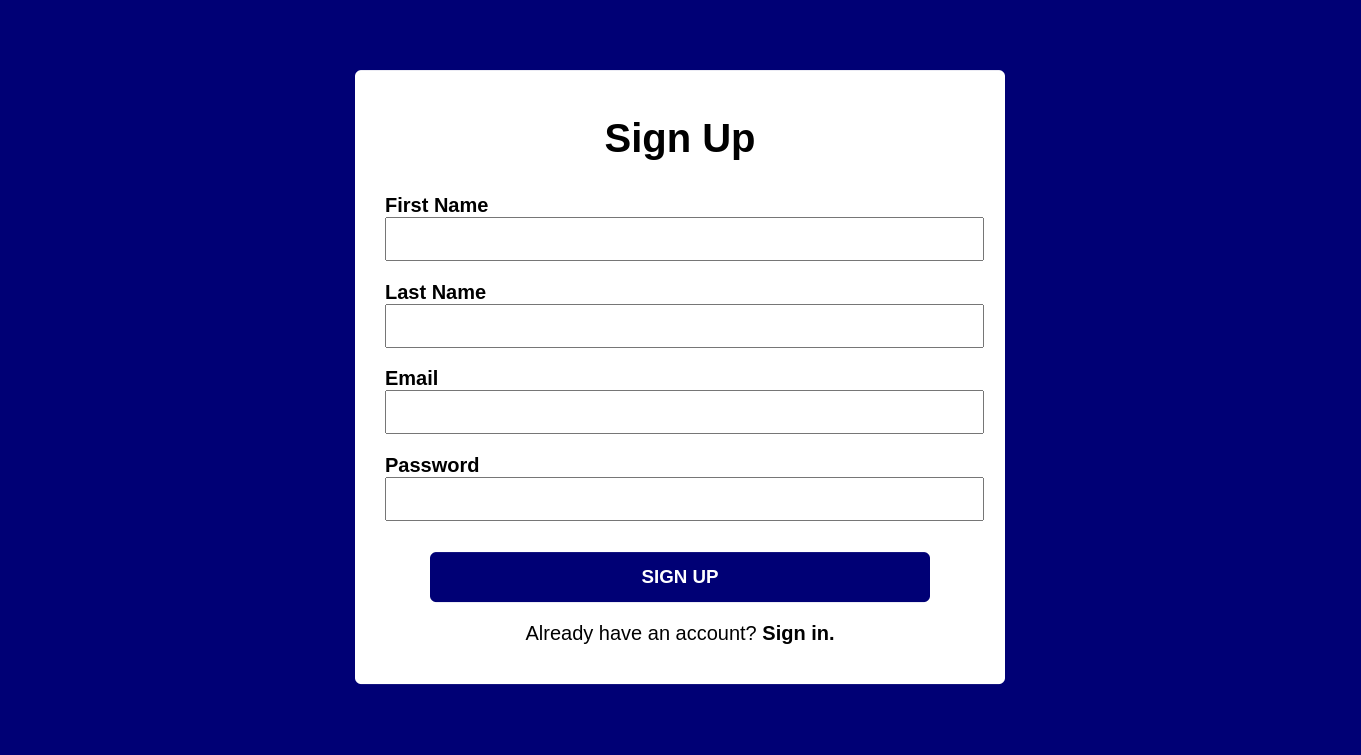 Sign Up
First Name
Last Name
Email
Password
SIGN UP
Already have an account? Sign in.